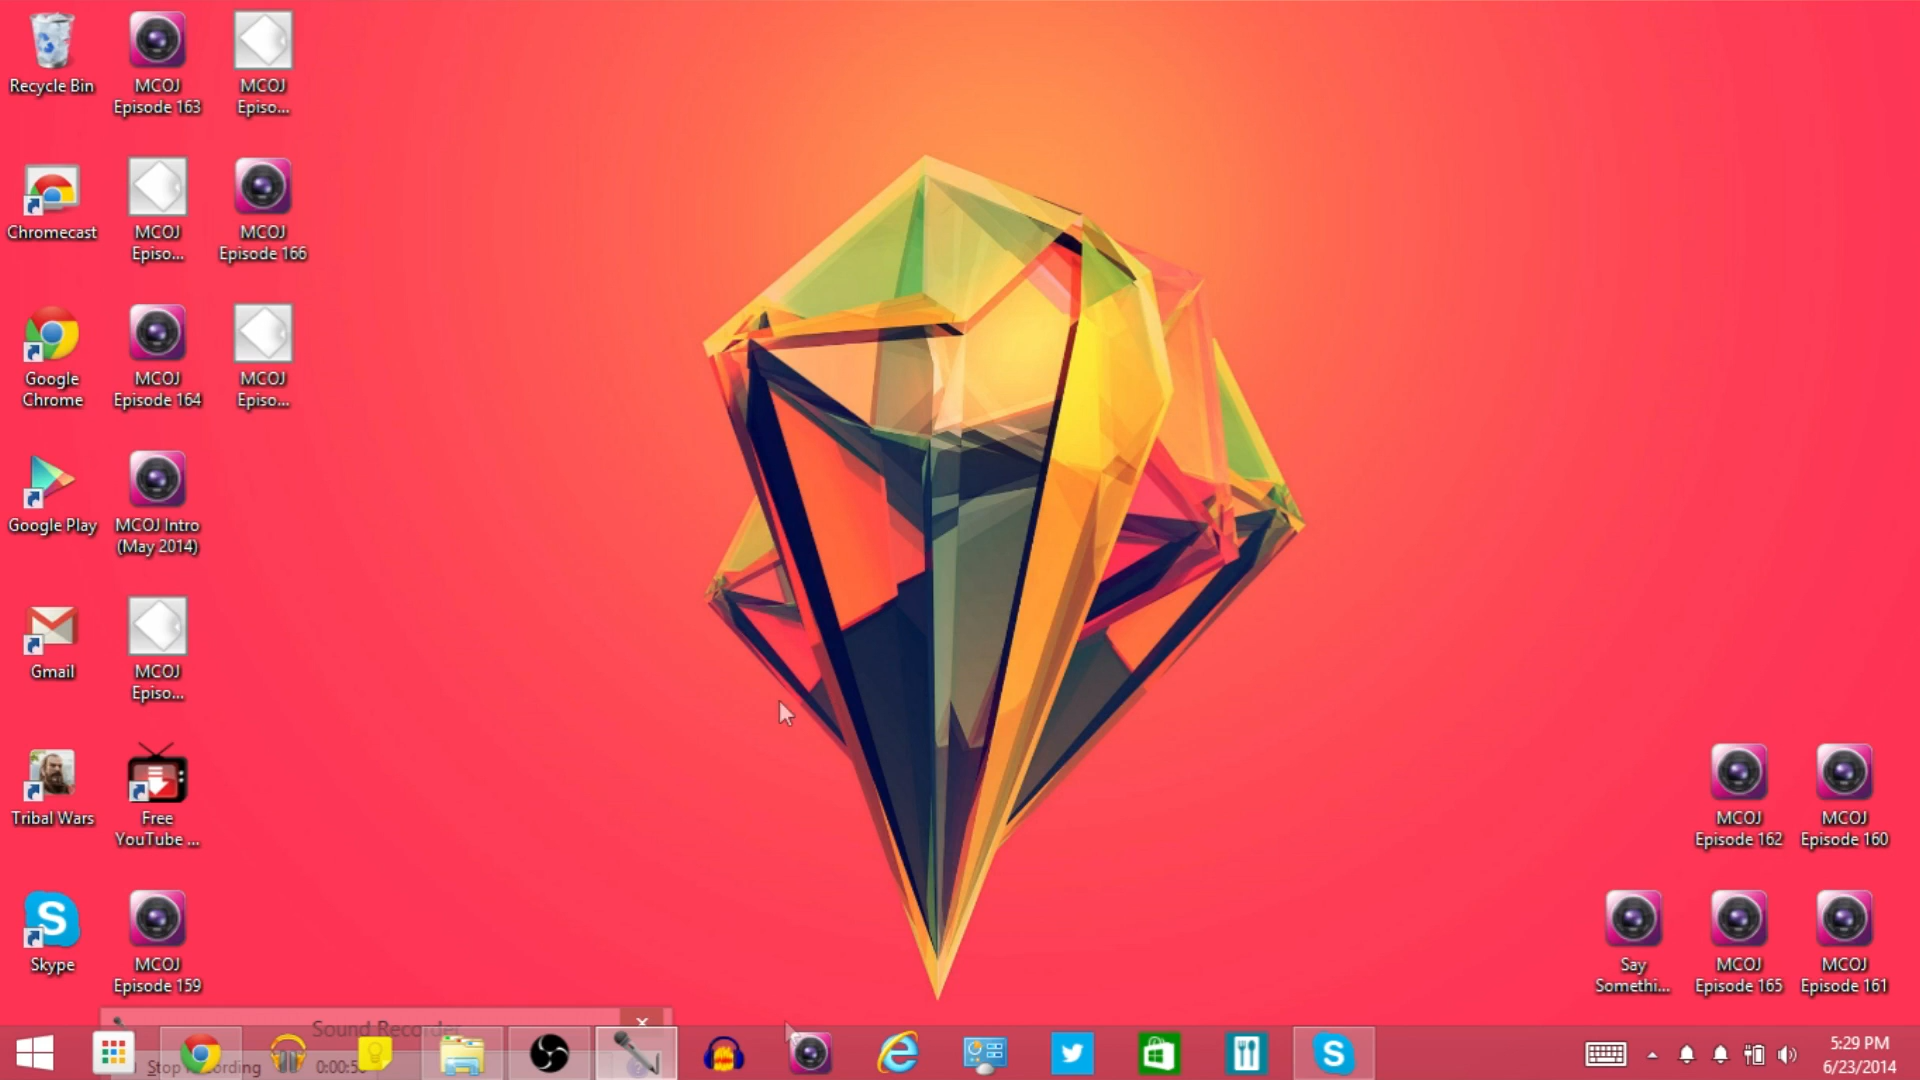 Recycle Bin
MCOJ
Episode 163
MCOJ
Episo...
Chromecast
MCOJ
Episo...
MCOJ
Episode 166
Google
Chrome
MCOJ
Episode 164
MCOJ
Episo...
Google Play
MCOJ Intro
(May 2014)
Gmail
MCOJ
Episo...
Tribal Wars
Free
YouTube ...
MCOJ
Episode 162
MCOJ
Episode 160
Skype
MCOJ
Episode 159
Say
Somethi...
MCOJ
Episode 165
MCOJ
Episode 161
Sound Recorder
Stop
5:29 PM
6/23/2014